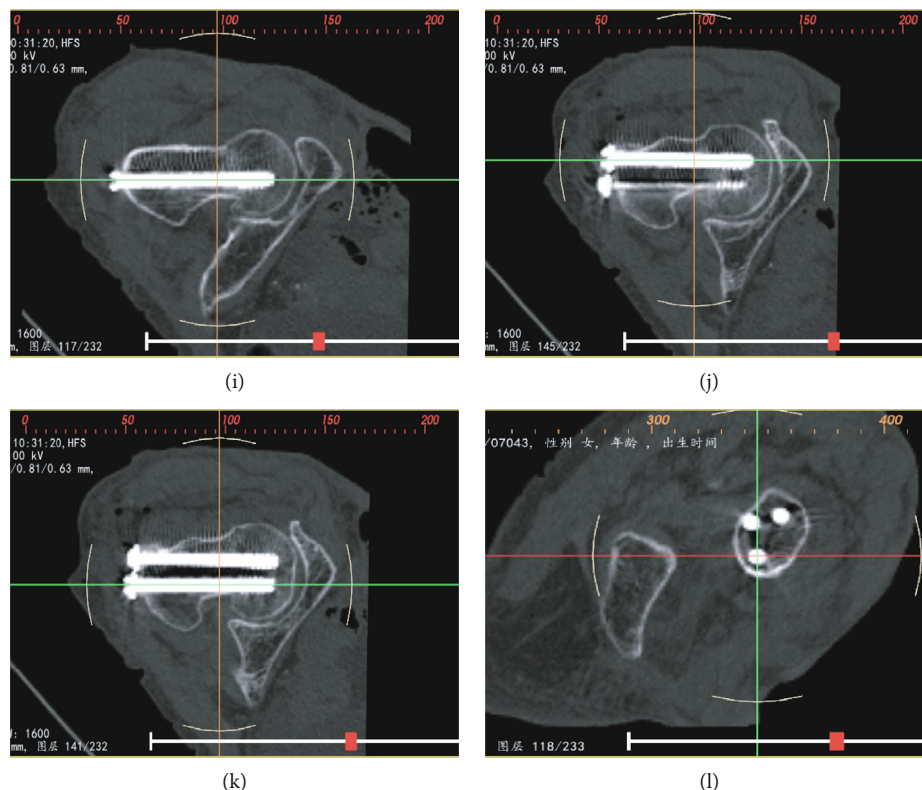 0 50 100 150 200
0:31:20,HFS
00 kV
0.81/0.63 mm,
: 1600
m, 图层 117/232
(i)
50 100 150 200
10:31:20,HFS
00 kV
0.81/0.63 mm,
: 1600
mm, 图层 145/232
(j)
0 50 100 150 200
10:31:20,HFS
00 kV
0.81/0.63 mm,
: 1600
mm, 图层 141/232
(k)
300 400
/07043, 性别 女, 年龄 , 出生时间
图层 118/233
(l)